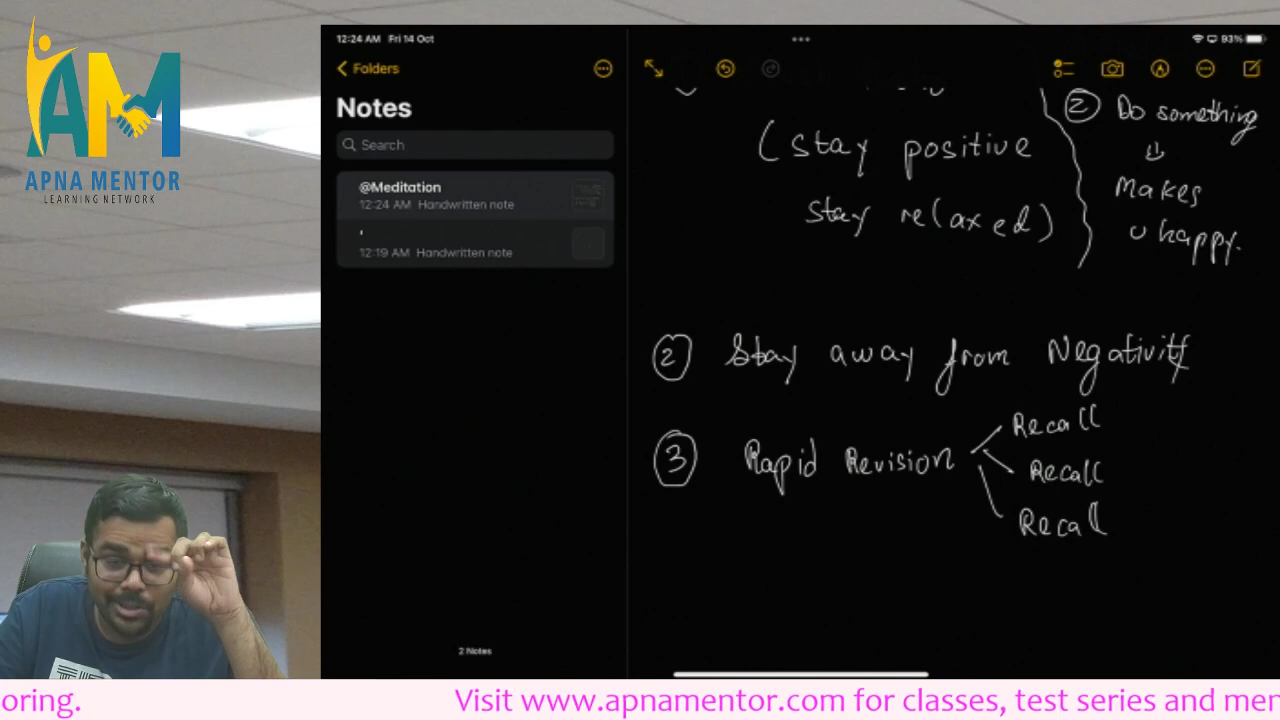 AM
APNA MENTOR
LEARNING NETWORK
12:24 AM Fri 14 Oct
93%
Folders
Notes
Search
@Meditation
12:24 AM Handwritten note
'
12:19 AM Handwritten note
2 Notes
(stay positive
stay relaxed)
② Do something
Makes
U happy.
② Stay away from Negativity
③ Rapid Revision
Recall
Recall
Recall
oring.
Visit www.apnamentor.com for classes, test series and mer